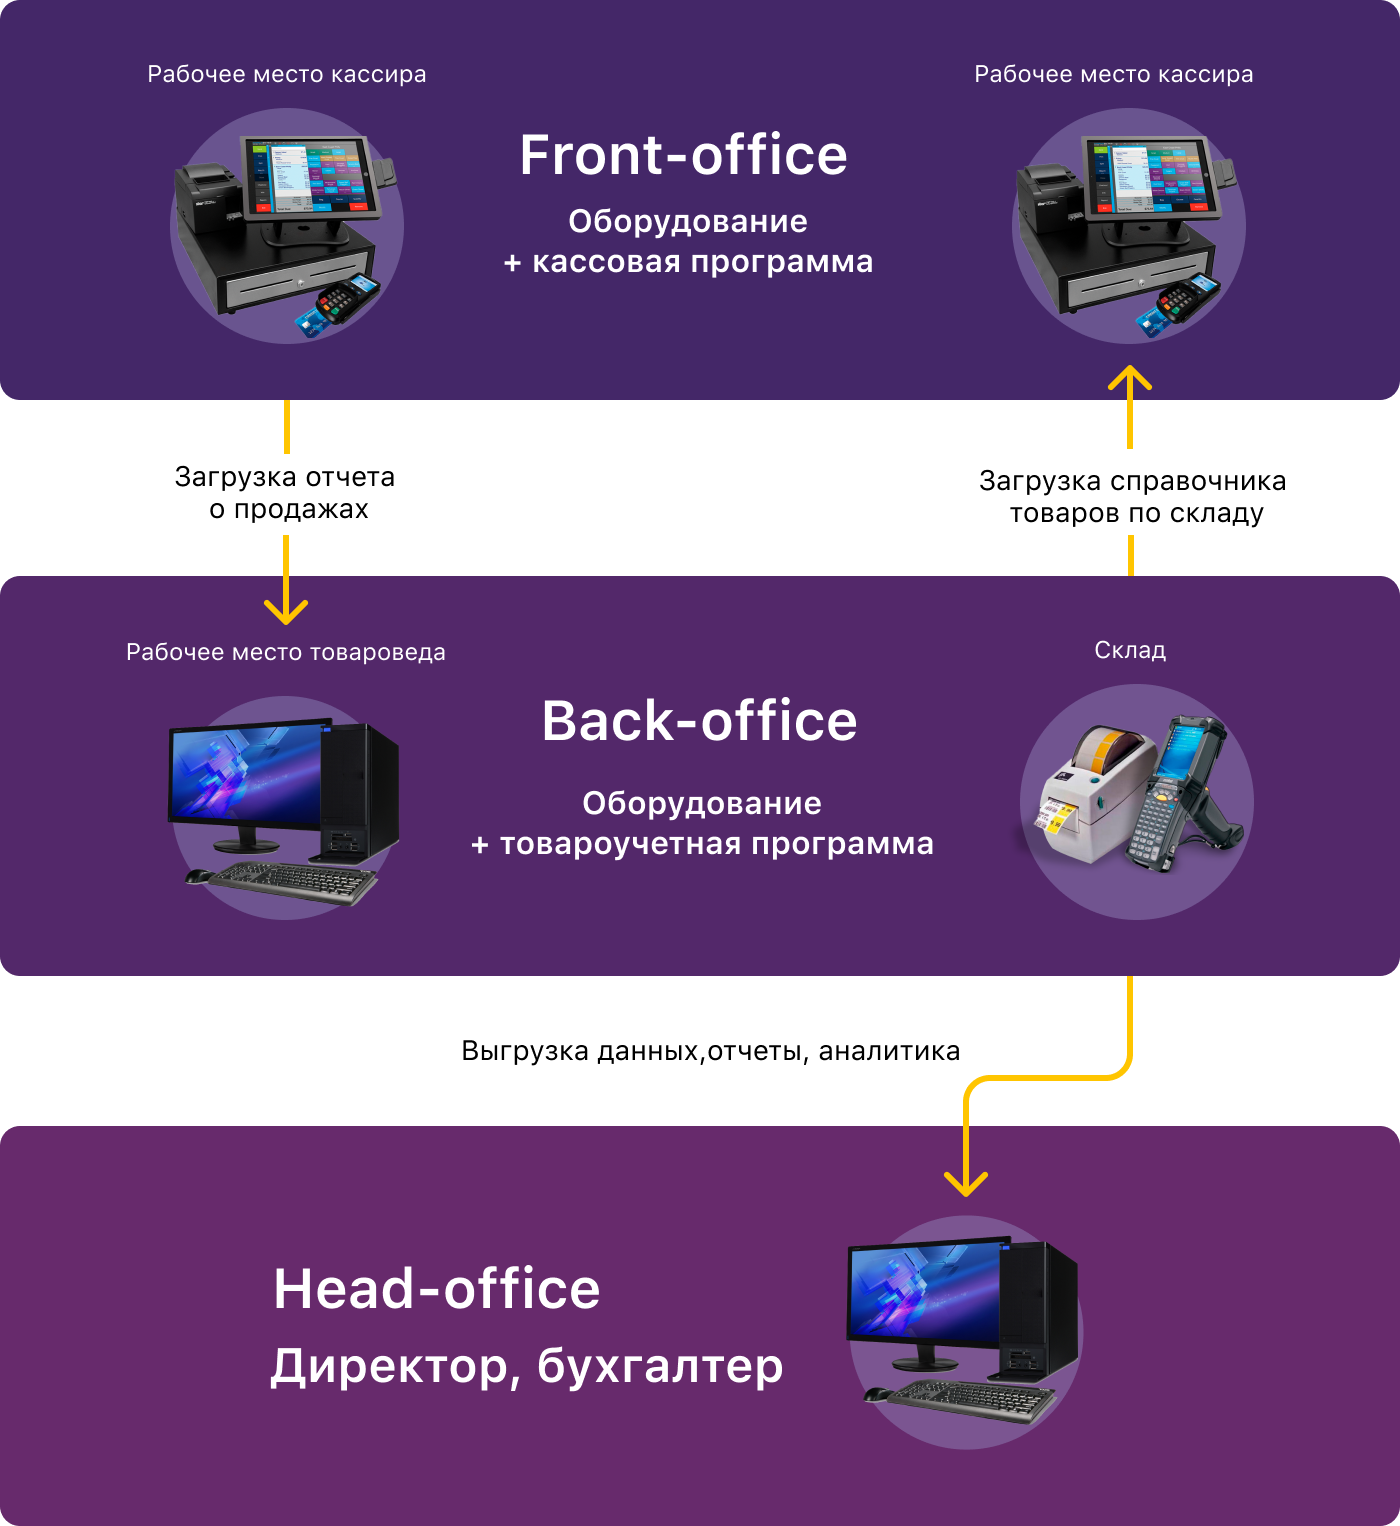 Рабочее место кассира
Рабочее место кассира
Front-office
Оборудование
+ кассовая программа
Загрузка отчета
о продажах
Загрузка справочника
товаров по складу
Рабочее место товароведа
Склад
Back-office
Оборудование
+ товароучетная программа
Выгрузка данных,отчеты, аналитика
Head-office
Директор, бухгалтер